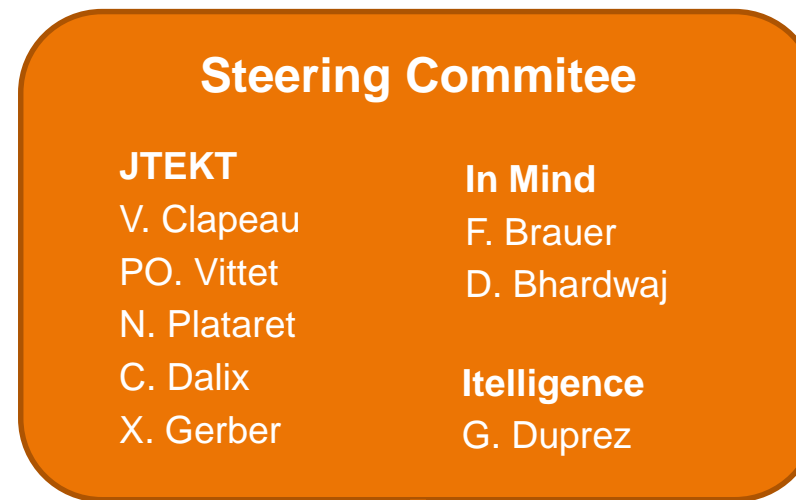 Steering Commitee
JTEKT
V. Clapeau
PO. Vittet
N. Plataret
C. Dalix
X. Gerber
In Mind
F. Brauer
D. Bhardwaj
Itelligence
G. Duprez